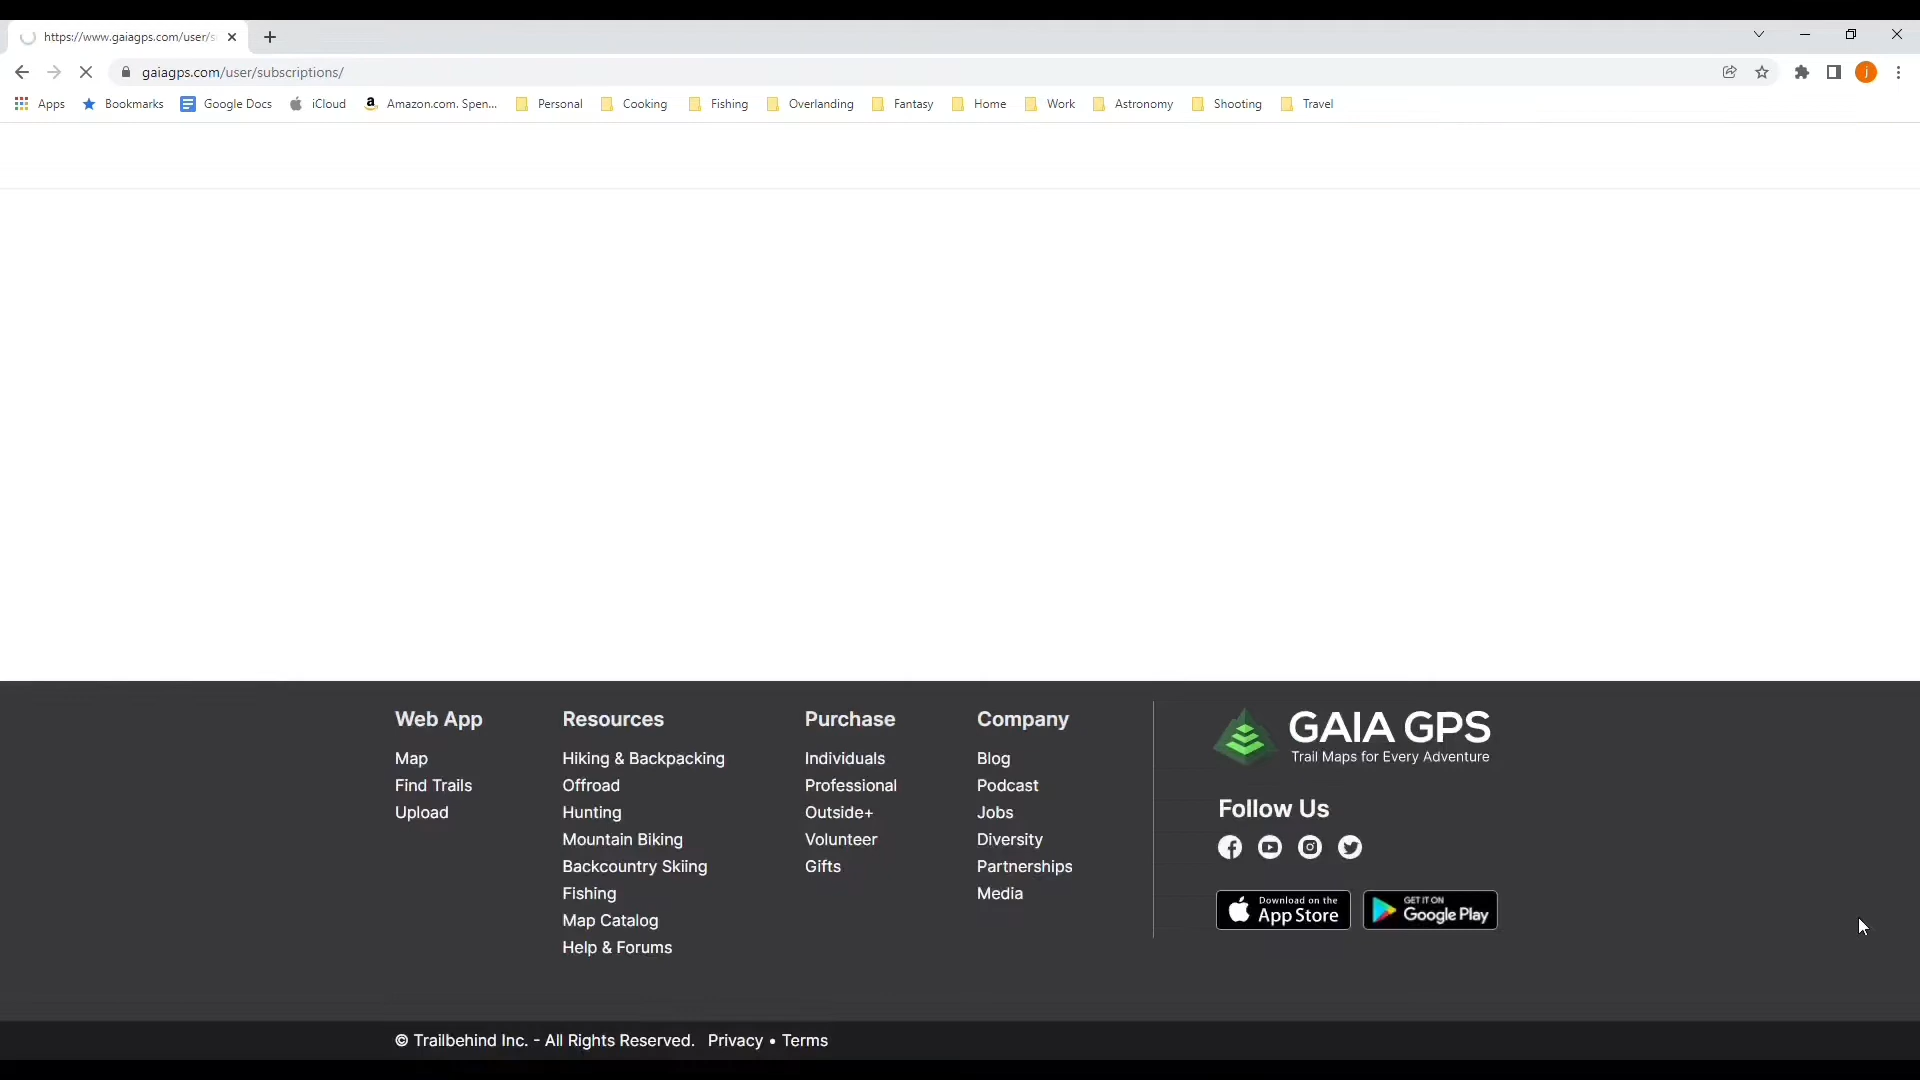 https://www.gaiagps.com/user/s
gaiagps.com/user/subscriptions/
j
Apps
Bookmarks
Google Docs
iCloud
Amazon.com. Spen...
Personal
Cooking
Fishing
Overlanding
Fantasy
Home
Work
Astronomy
Shooting
Travel
Web App
Map
Find Trails
Upload
Resources
Hiking & Backpacking
Offroad
Hunting
Mountain Biking
Backcountry Skiing
Fishing
Map Catalog
Help & Forums
Purchase
Individuals
Professional
Outside+
Volunteer
Gifts
Company
Blog
Podcast
Jobs
Diversity
Partnerships
Media
GAIA GPS
Trail Maps for Every Adventure
Follow Us
Download on the
App Store
GET IT ON
Google Play
© Trailbehind Inc. - All Rights Reserved. Privacy • Terms